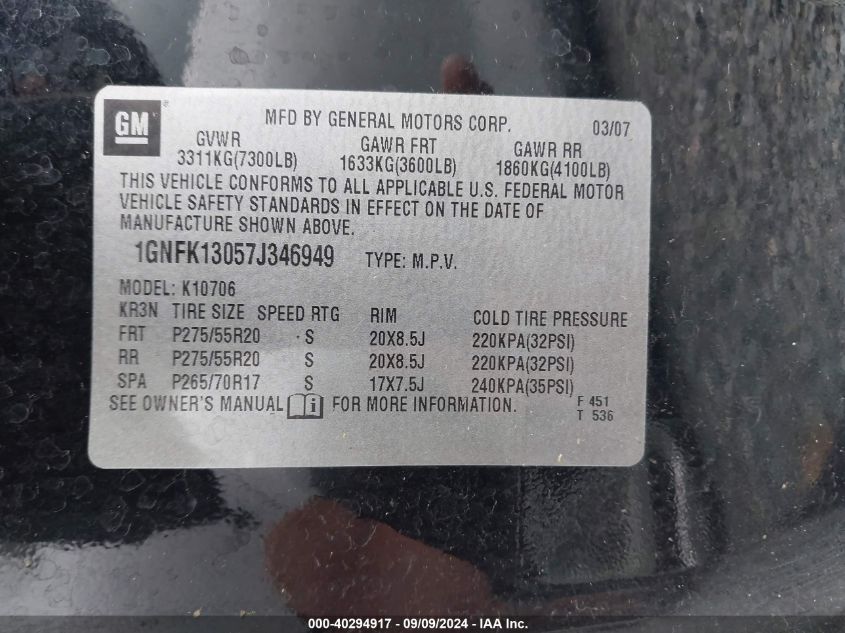 GM MFD BY GENERAL MOTORS CORP. 03/07
GVWR GAWR FRT GAWR RR
3311KG(7300LB) 1633KG(3600LB) 1860KG(4100LB)
THIS VEHICLE CONFORMS TO ALL APPLICABLE U.S. FEDERAL MOTOR
VEHICLE SAFETY STANDARDS IN EFFECT ON THE DATE OF
MANUFACTURE SHOWN ABOVE.
1GNFK13057J346949 TYPE: M.P.V.
MODEL: K10706
KR3N TIRE SIZE SPEED RTG RIM COLD TIRE PRESSURE
FRT P275/55R20 S 20X8.5J 220KPA(32PSI)
RR P275/55R20 S 20X8.5J 220KPA(32PSI)
SPA P265/70R17 S 17X7.5J 240KPA(35PSI)
SEE OWNER'S MANUAL i FOR MORE INFORMATION. F 451
T 536
000-40294917 - 09/09/2024 - IAA Inc.